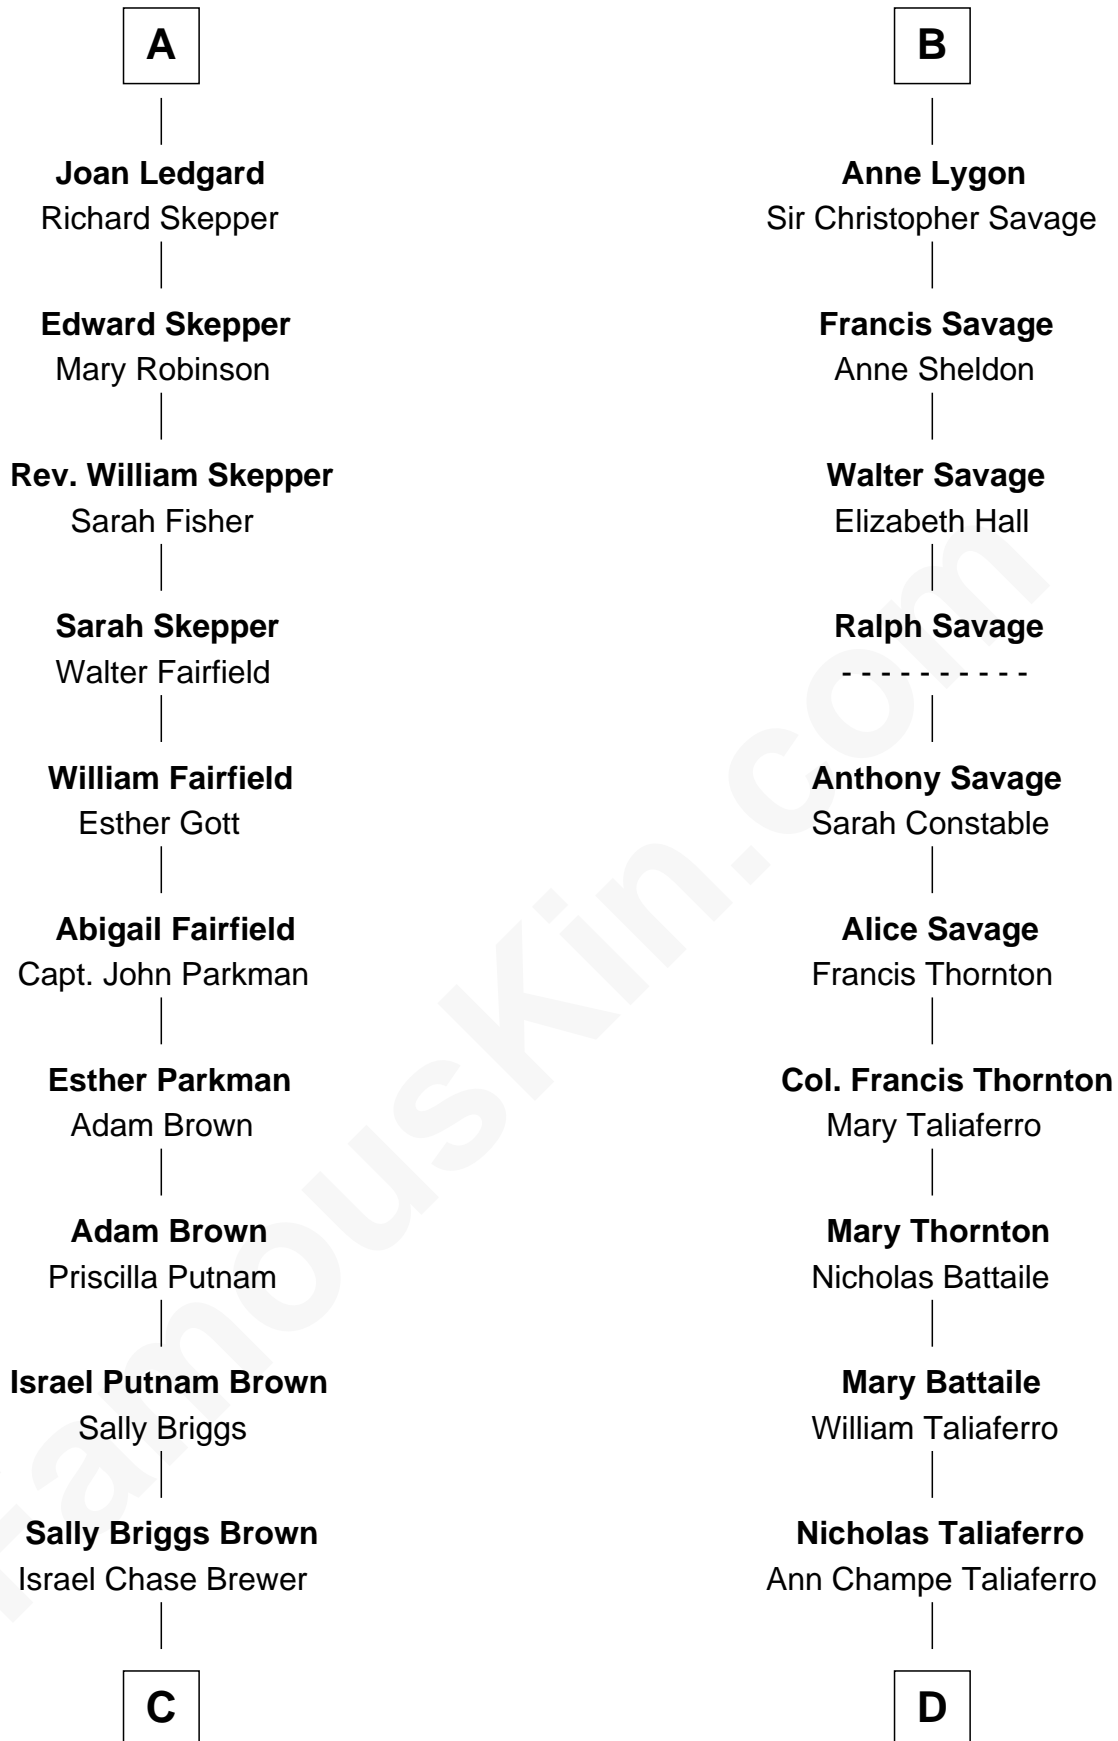 A
Joan Ledgard
Richard Skepper
Edward Skepper
Mary Robinson
Rev. William Skepper
Sarah Fisher
Sarah Skepper
Walter Fairfield
William Fairfield
Esther Gott
Abigail Fairfield
Capt. John Parkman
Esther Parkman
Adam Brown
Adam Brown
Priscilla Putnam
Israel Putnam Brown
Sally Briggs
Sally Briggs Brown
Israel Chase Brewer
C
B
Anne Lygon
Sir Christopher Savage
Francis Savage
Anne Sheldon
Walter Savage
Elizabeth Hall
Ralph Savage
- - - - - - - - - -
Anthony Savage
Sarah Constable
Alice Savage
Francis Thornton
Col. Francis Thornton
Mary Taliaferro
Mary Thornton
Nicholas Battaile
Mary Battaile
William Taliaferro
Nicholas Taliaferro
Ann Champe Taliaferro
D
FamousKin.com